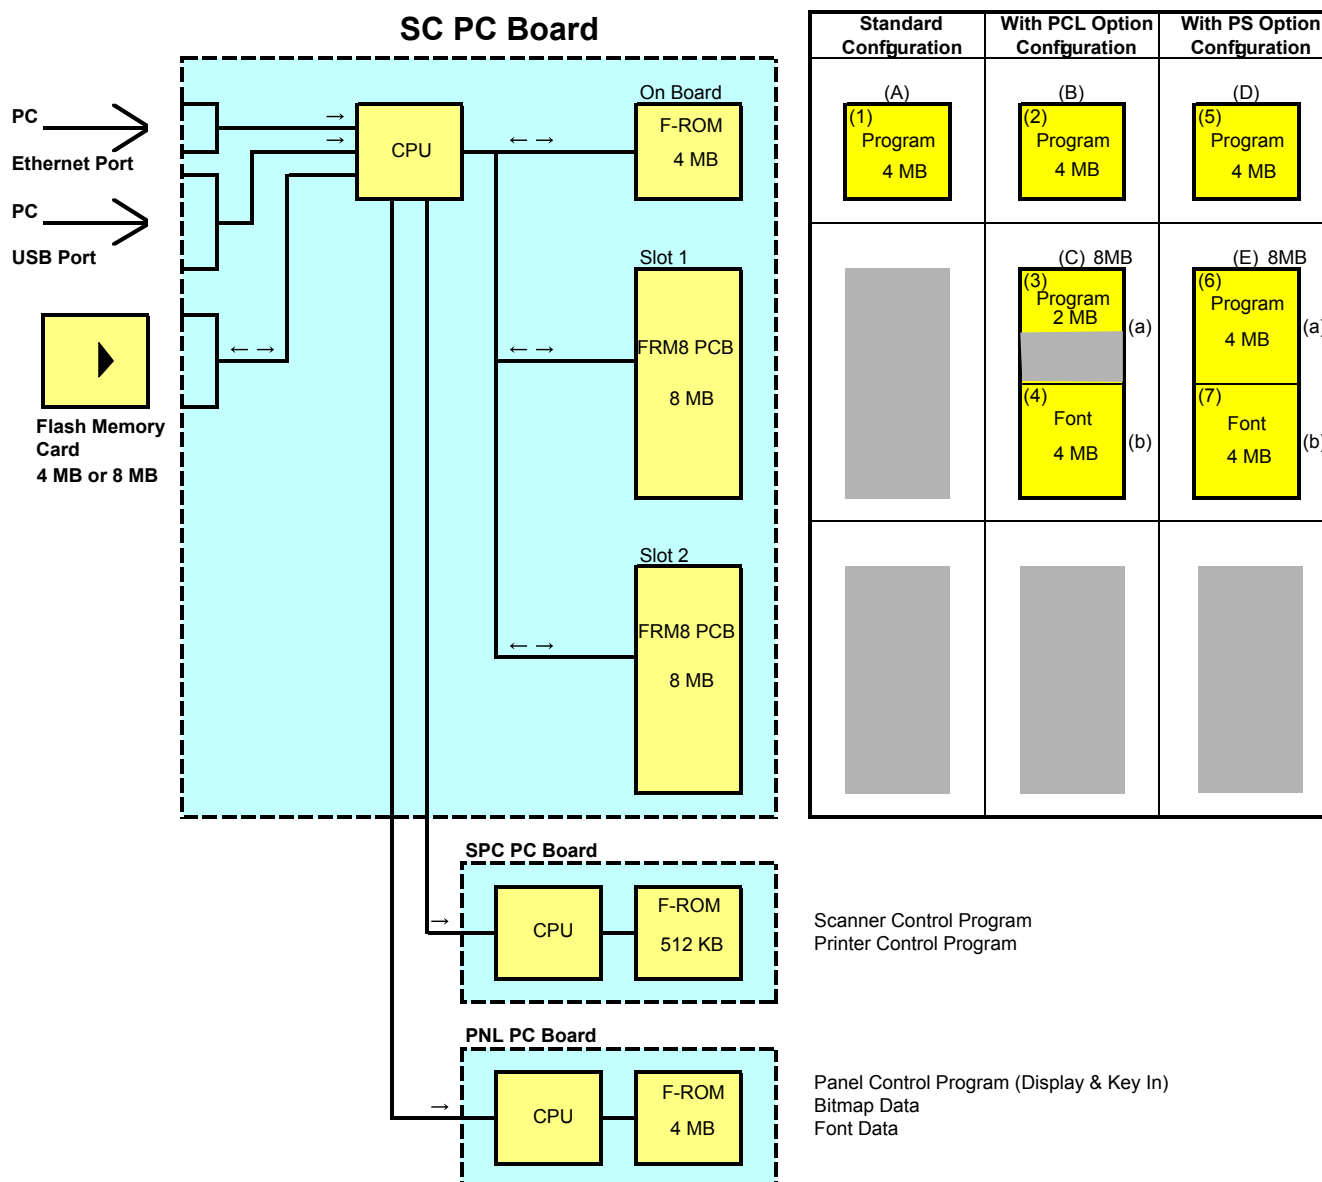 SC PC Board
Standard Configuration
With PCL Option Configuration
With PS Option Configuration
PC
Ethernet Port
PC
USB Port
Flash Memory
Card
4 MB or 8 MB
→
→
← →
CPU
← →
On Board
F-ROM
4 MB
Slot 1
← →
FRM8 PCB
8 MB
Slot 2
← →
FRM8 PCB
8 MB
(A)
(1)
Program
4 MB
(B)
(2)
Program
4 MB
(D)
(5)
Program
4 MB
(C) 8MB
(3)
Program
2 MB
(a)
(4)
Font
4 MB
(b)
(E) 8MB
(6)
Program
4 MB
(a)
(7)
Font
4 MB
(b)
SPC PC Board
→
CPU
F-ROM
512 KB
Scanner Control Program
Printer Control Program
PNL PC Board
→
CPU
F-ROM
4 MB
Panel Control Program (Display & Key In)
Bitmap Data
Font Data